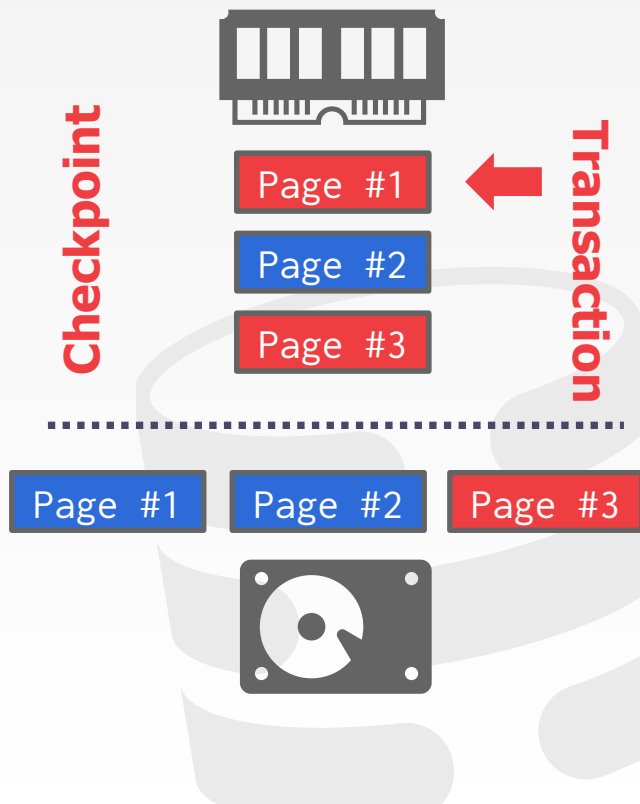 Checkpoint
Transaction
Page #1
Page #2
Page #3
Page #1
Page #2
Page #3